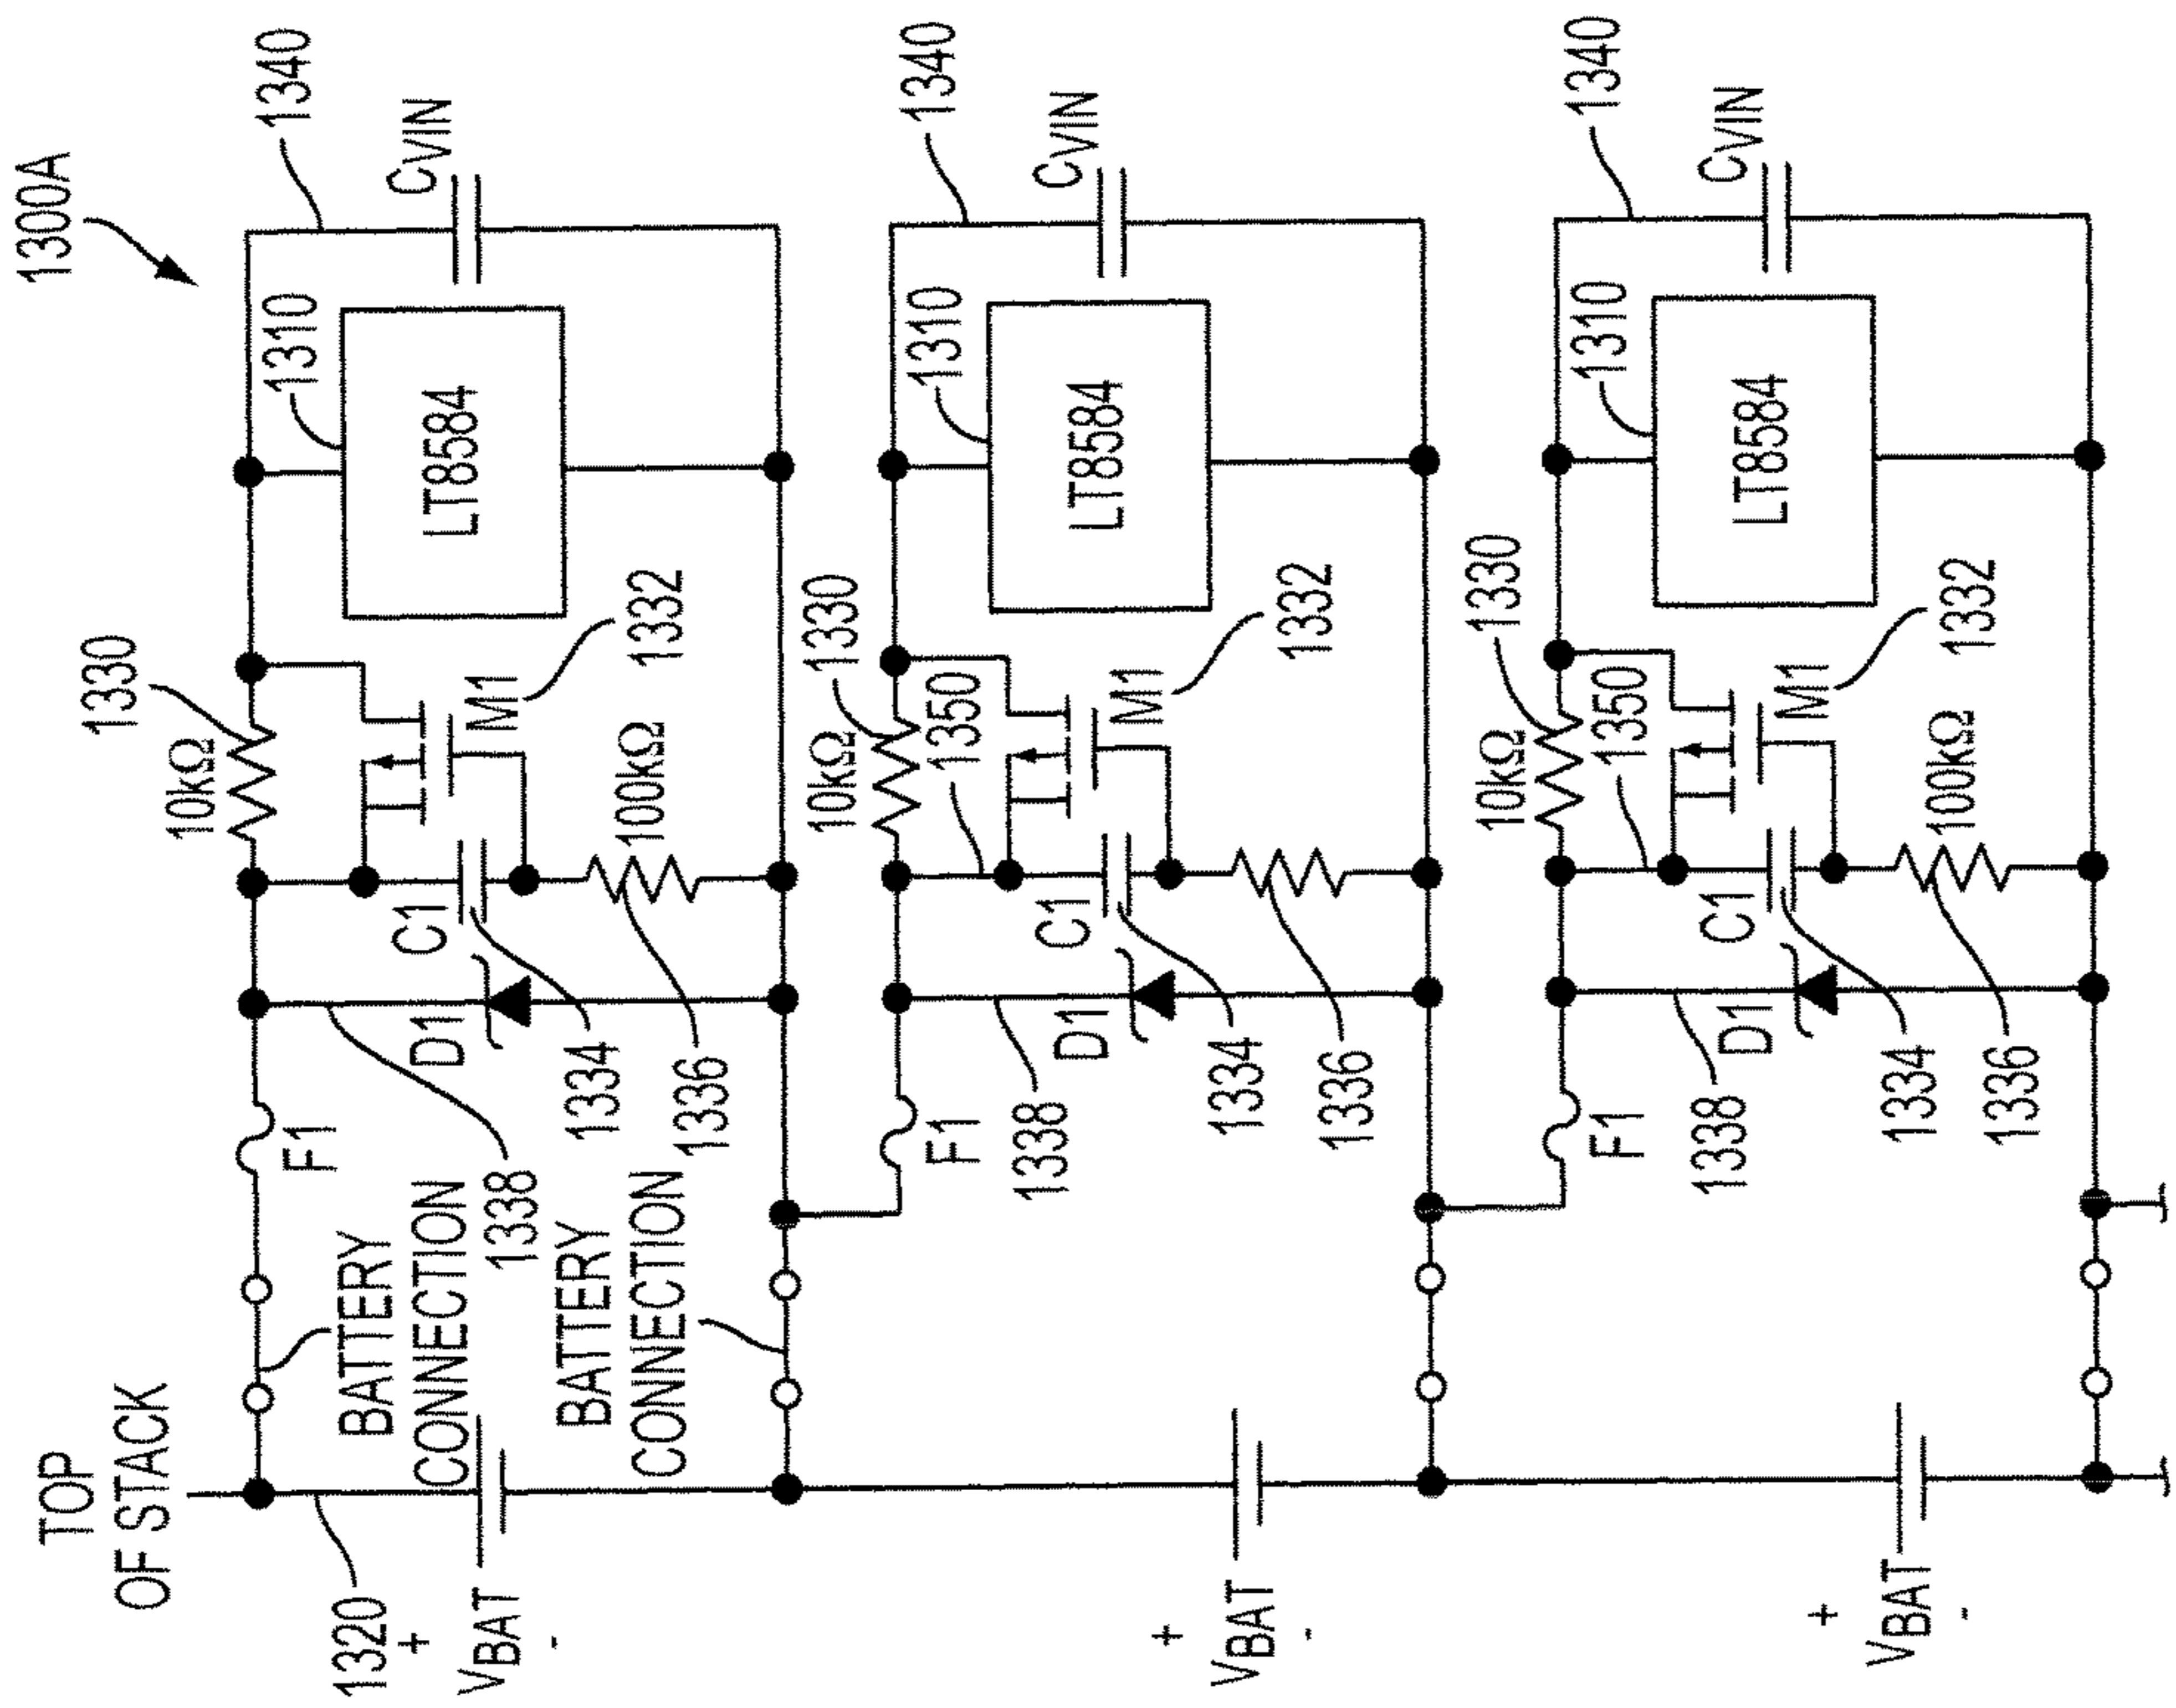 1300A
TOP
OF STACK
1320
+
VBAT
-
BATTERY
CONNECTION
BATTERY
CONNECTION
F1
1338
D1
C1
1334
1336
10kΩ
1330
M1
1332
100kΩ
1310
LT8584
1340
CVIN
+
VBAT
-
F1
1338
D1
C1
1334
1336
10kΩ
1330
1350
M1
1332
1310
LT8584
1340
CVIN
+
VBAT
-
F1
1338
D1
C1
1334
1336
10kΩ
1330
1350
M1
1332
100kΩ
1310
LT8584
1340
CVIN